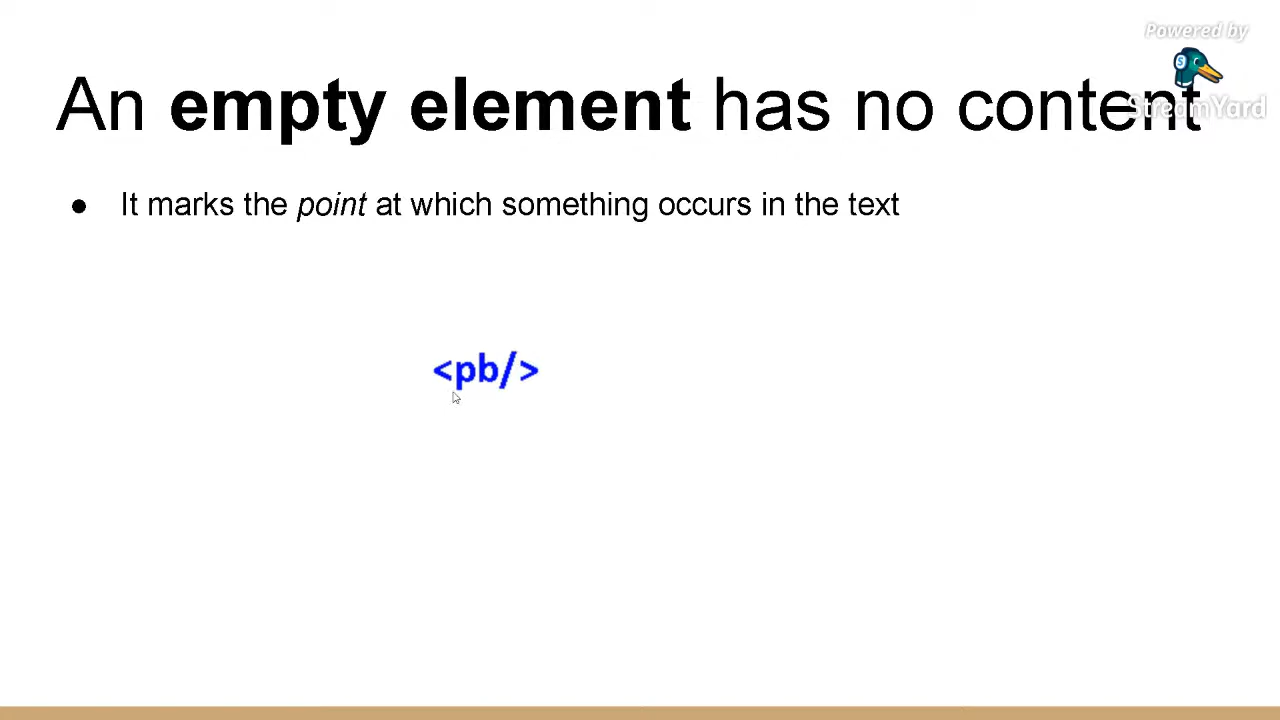 Powered by
StreamYard
An empty element has no content
● It marks the point at which something occurs in the text
<pb/>